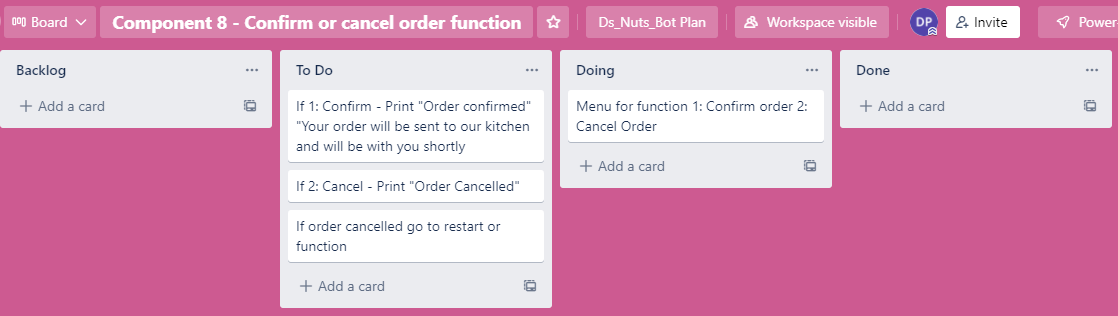 Board
Component 8 - Confirm or cancel order function
Ds_Nuts_Bot Plan
Workspace visible
DP
Invite
Power-
Backlog
Add a card
To Do
If 1: Confirm - Print "Order confirmed"
"Your order will be sent to our kitchen
and will be with you shortly
If 2: Cancel - Print "Order Cancelled"
If order cancelled go to restart or
function
Add a card
Doing
Menu for function 1: Confirm order 2:
Cancel Order
Add a card
Done
Add a card